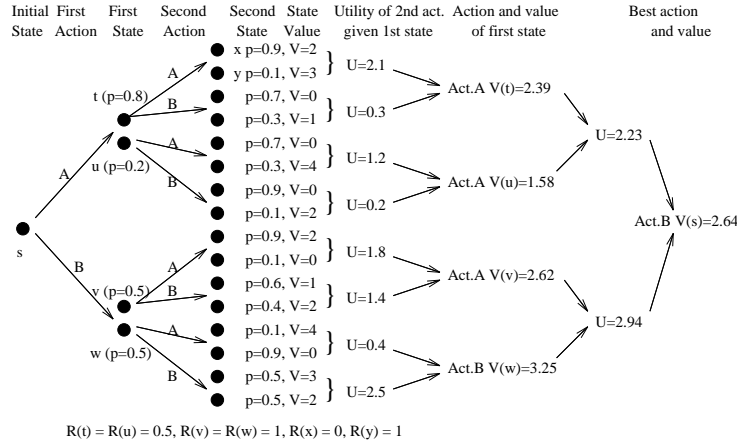 Initial First First Second Second State Utility of 2nd act. Action and value Best action
State Action State Action State Value given 1st state of first state and value
x p=0.9, V=2
y p=0.1, V=3
} U=2.1
A
t (p=0.8)
B
p=0.7, V=0
p=0.3, V=1
} U=0.3
Act.A V(t)=2.39
A
p=0.7, V=0
p=0.3, V=4
} U=1.2
U=2.23
u (p=0.2)
A
B
p=0.9, V=0
p=0.1, V=2
} U=0.2
Act.A V(u)=1.58
s
Act.B V(s)=2.64
B
p=0.9, V=2
p=0.1, V=0
} U=1.8
A
v (p=0.5)
B
p=0.6, V=1
p=0.4, V=2
} U=1.4
Act.A V(v)=2.62
p=0.1, V=4
p=0.9, V=0
} U=0.4
U=2.94
w (p=0.5)
A
B
p=0.5, V=3
p=0.5, V=2
} U=2.5
Act.B V(w)=3.25
R(t) = R(u) = 0.5, R(v) = R(w) = 1, R(x) = 0, R(y) = 1